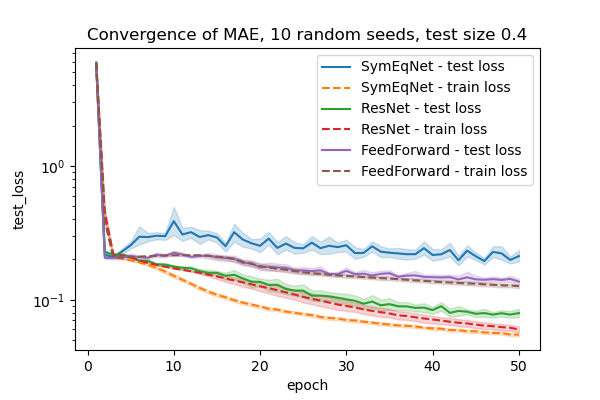 Convergence of MAE, 10 random seeds, test size 0.4
SymEqNet - test loss
SymEqNet - train loss
ResNet - test loss
ResNet - train loss
FeedForward - test loss
FeedForward - train loss
test_loss
10⁰
10⁻¹
0 10 20 30 40 50
epoch